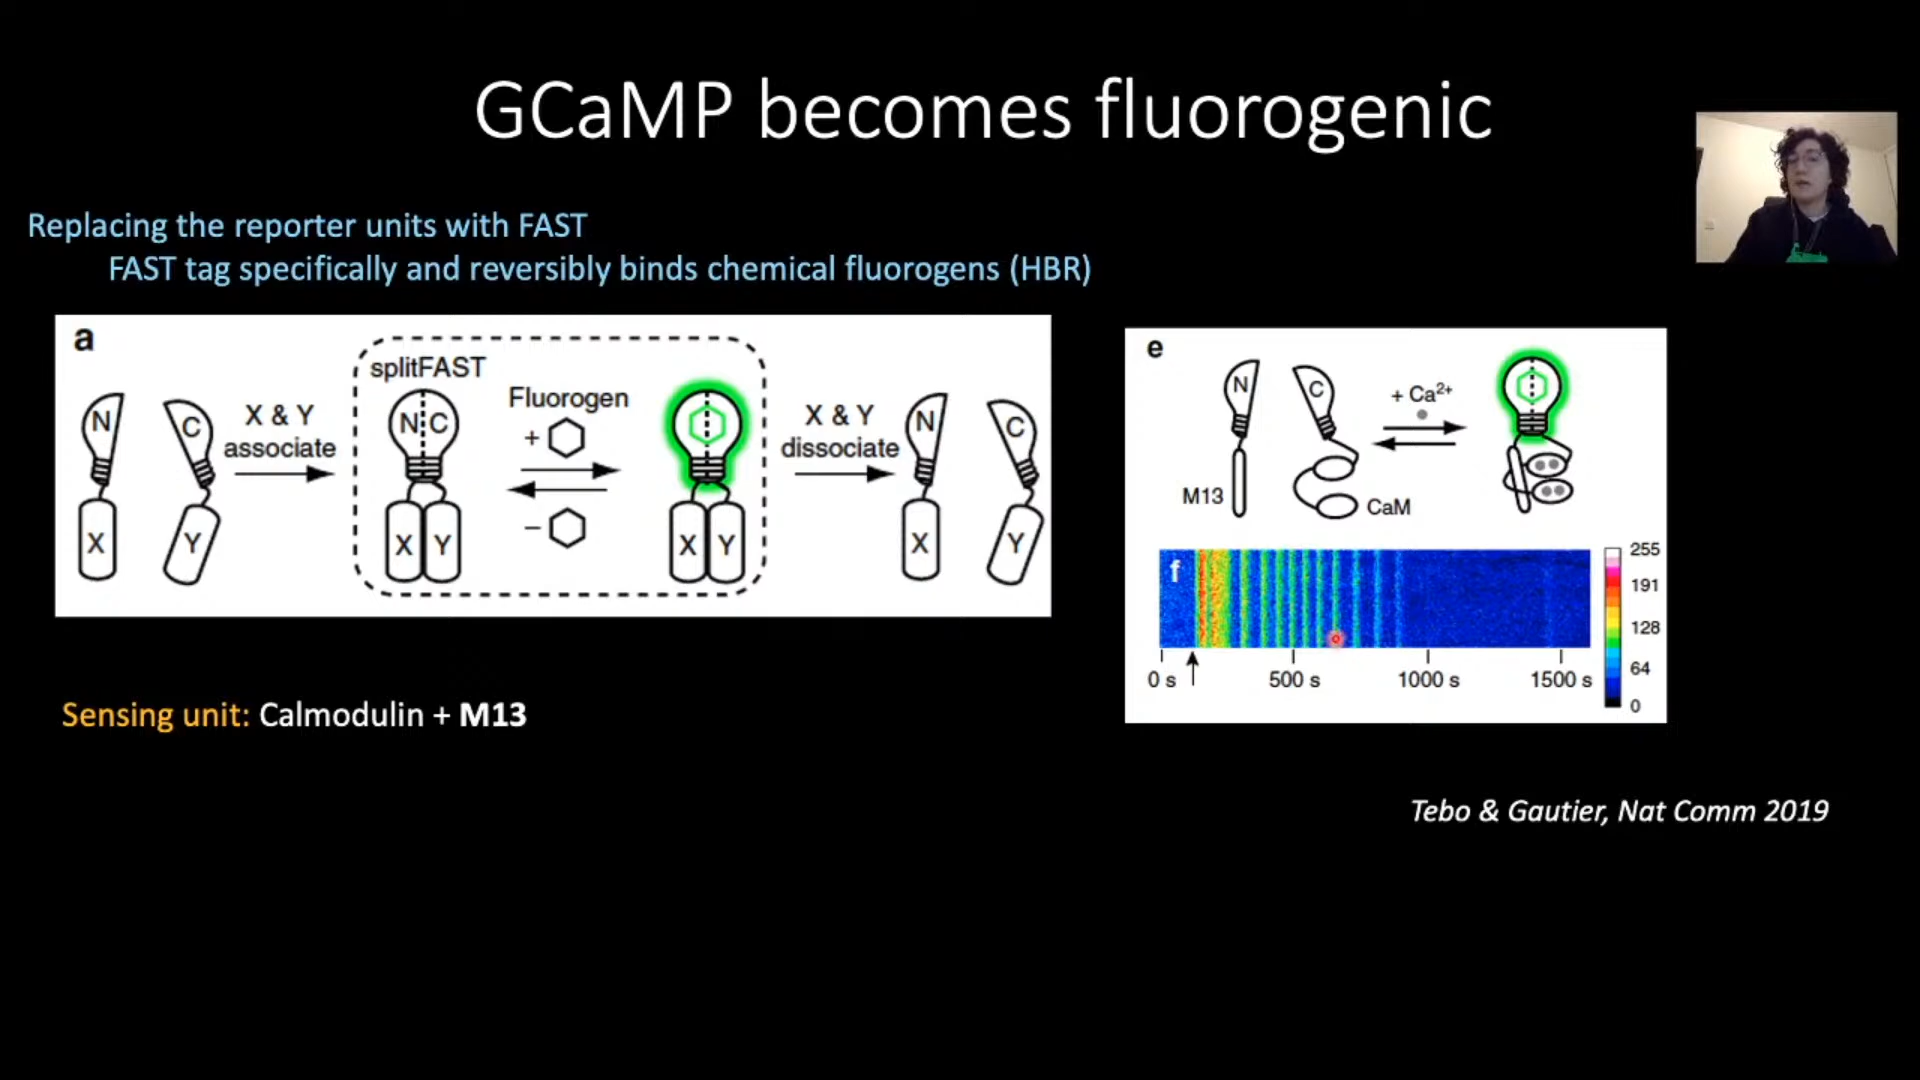 GCaMP becomes fluorogenic
Replacing the reporter units with FAST
FAST tag specifically and reversibly binds chemical fluorogens (HBR)
a
N
C
X
Y
X & Y
associate
splitFAST
N C
X Y
Fluorogen
+
−
X Y
X & Y
dissociate
N
C
X
Y
e
N
C
M13
CaM
+ Ca²⁺
f
0 s
500 s
1000 s
1500 s
255
191
128
64
0
Sensing unit: Calmodulin + M13
Tebo & Gautier, Nat Comm 2019